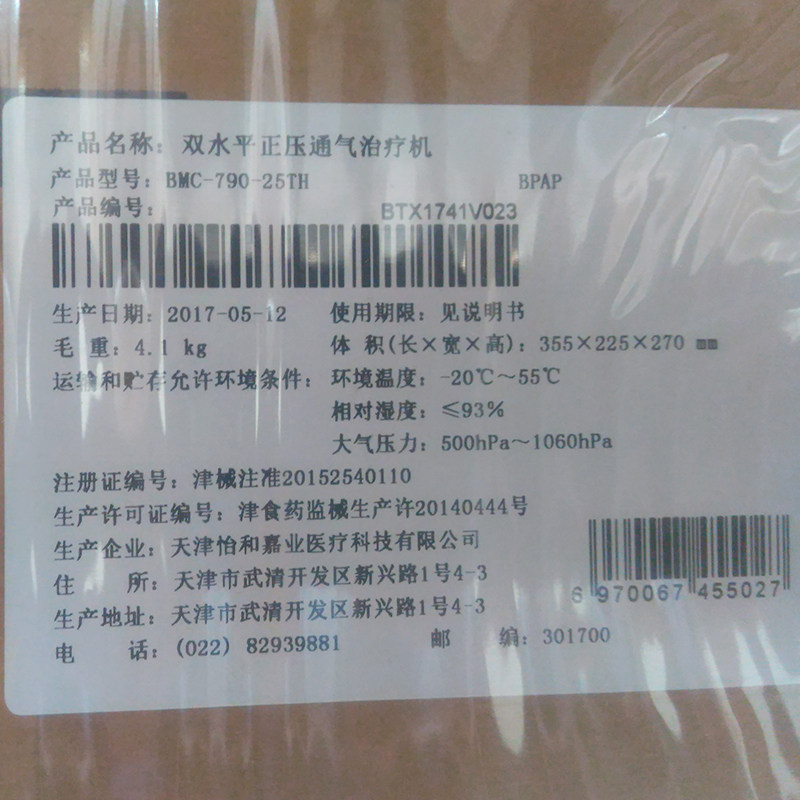 产品名称：双水平正压通气治疗机
产品型号：BMC-790-25TH BPAP
产品编号：BTX1741V023
生产日期：2017-05-12 使用期限：见说明书
毛 重：4.1 kg 体 积(长×宽×高)：355×225×270 mm
运输和贮存允许环境条件：环境温度：-20℃～55℃
相对湿度：≤93%
大气压力：500hPa～1060hPa
注册证编号：津械注准20152540110
生产许可证编号：津食药监械生产许20140444号
生产企业：天津怡和嘉业医疗科技有限公司
住 所：天津市武清开发区新兴路1号4-3
6 970067 455027
生产地址：天津市武清开发区新兴路1号4-3
电 话：(022) 82939881 邮 编：301700